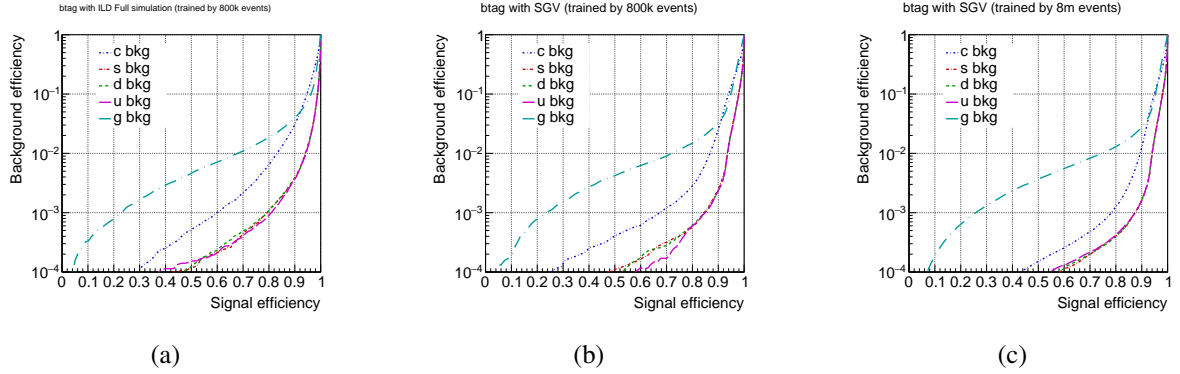 btag with ILD Full simulation (trained by 800k events)
Background efficiency
1
10⁻¹
10⁻²
10⁻³
10⁻⁴
c bkg
s bkg
d bkg
u bkg
g bkg
0 0.1 0.2 0.3 0.4 0.5 0.6 0.7 0.8 0.9 1
Signal efficiency
(a)
btag with SGV (trained by 800k events)
Background efficiency
1
10⁻¹
10⁻²
10⁻³
10⁻⁴
c bkg
s bkg
d bkg
u bkg
g bkg
0 0.1 0.2 0.3 0.4 0.5 0.6 0.7 0.8 0.9 1
Signal efficiency
(b)
btag with SGV (trained by 8m events)
Background efficiency
1
10⁻¹
10⁻²
10⁻³
10⁻⁴
c bkg
s bkg
d bkg
u bkg
g bkg
0 0.1 0.2 0.3 0.4 0.5 0.6 0.7 0.8 0.9 1
Signal efficiency
(c)